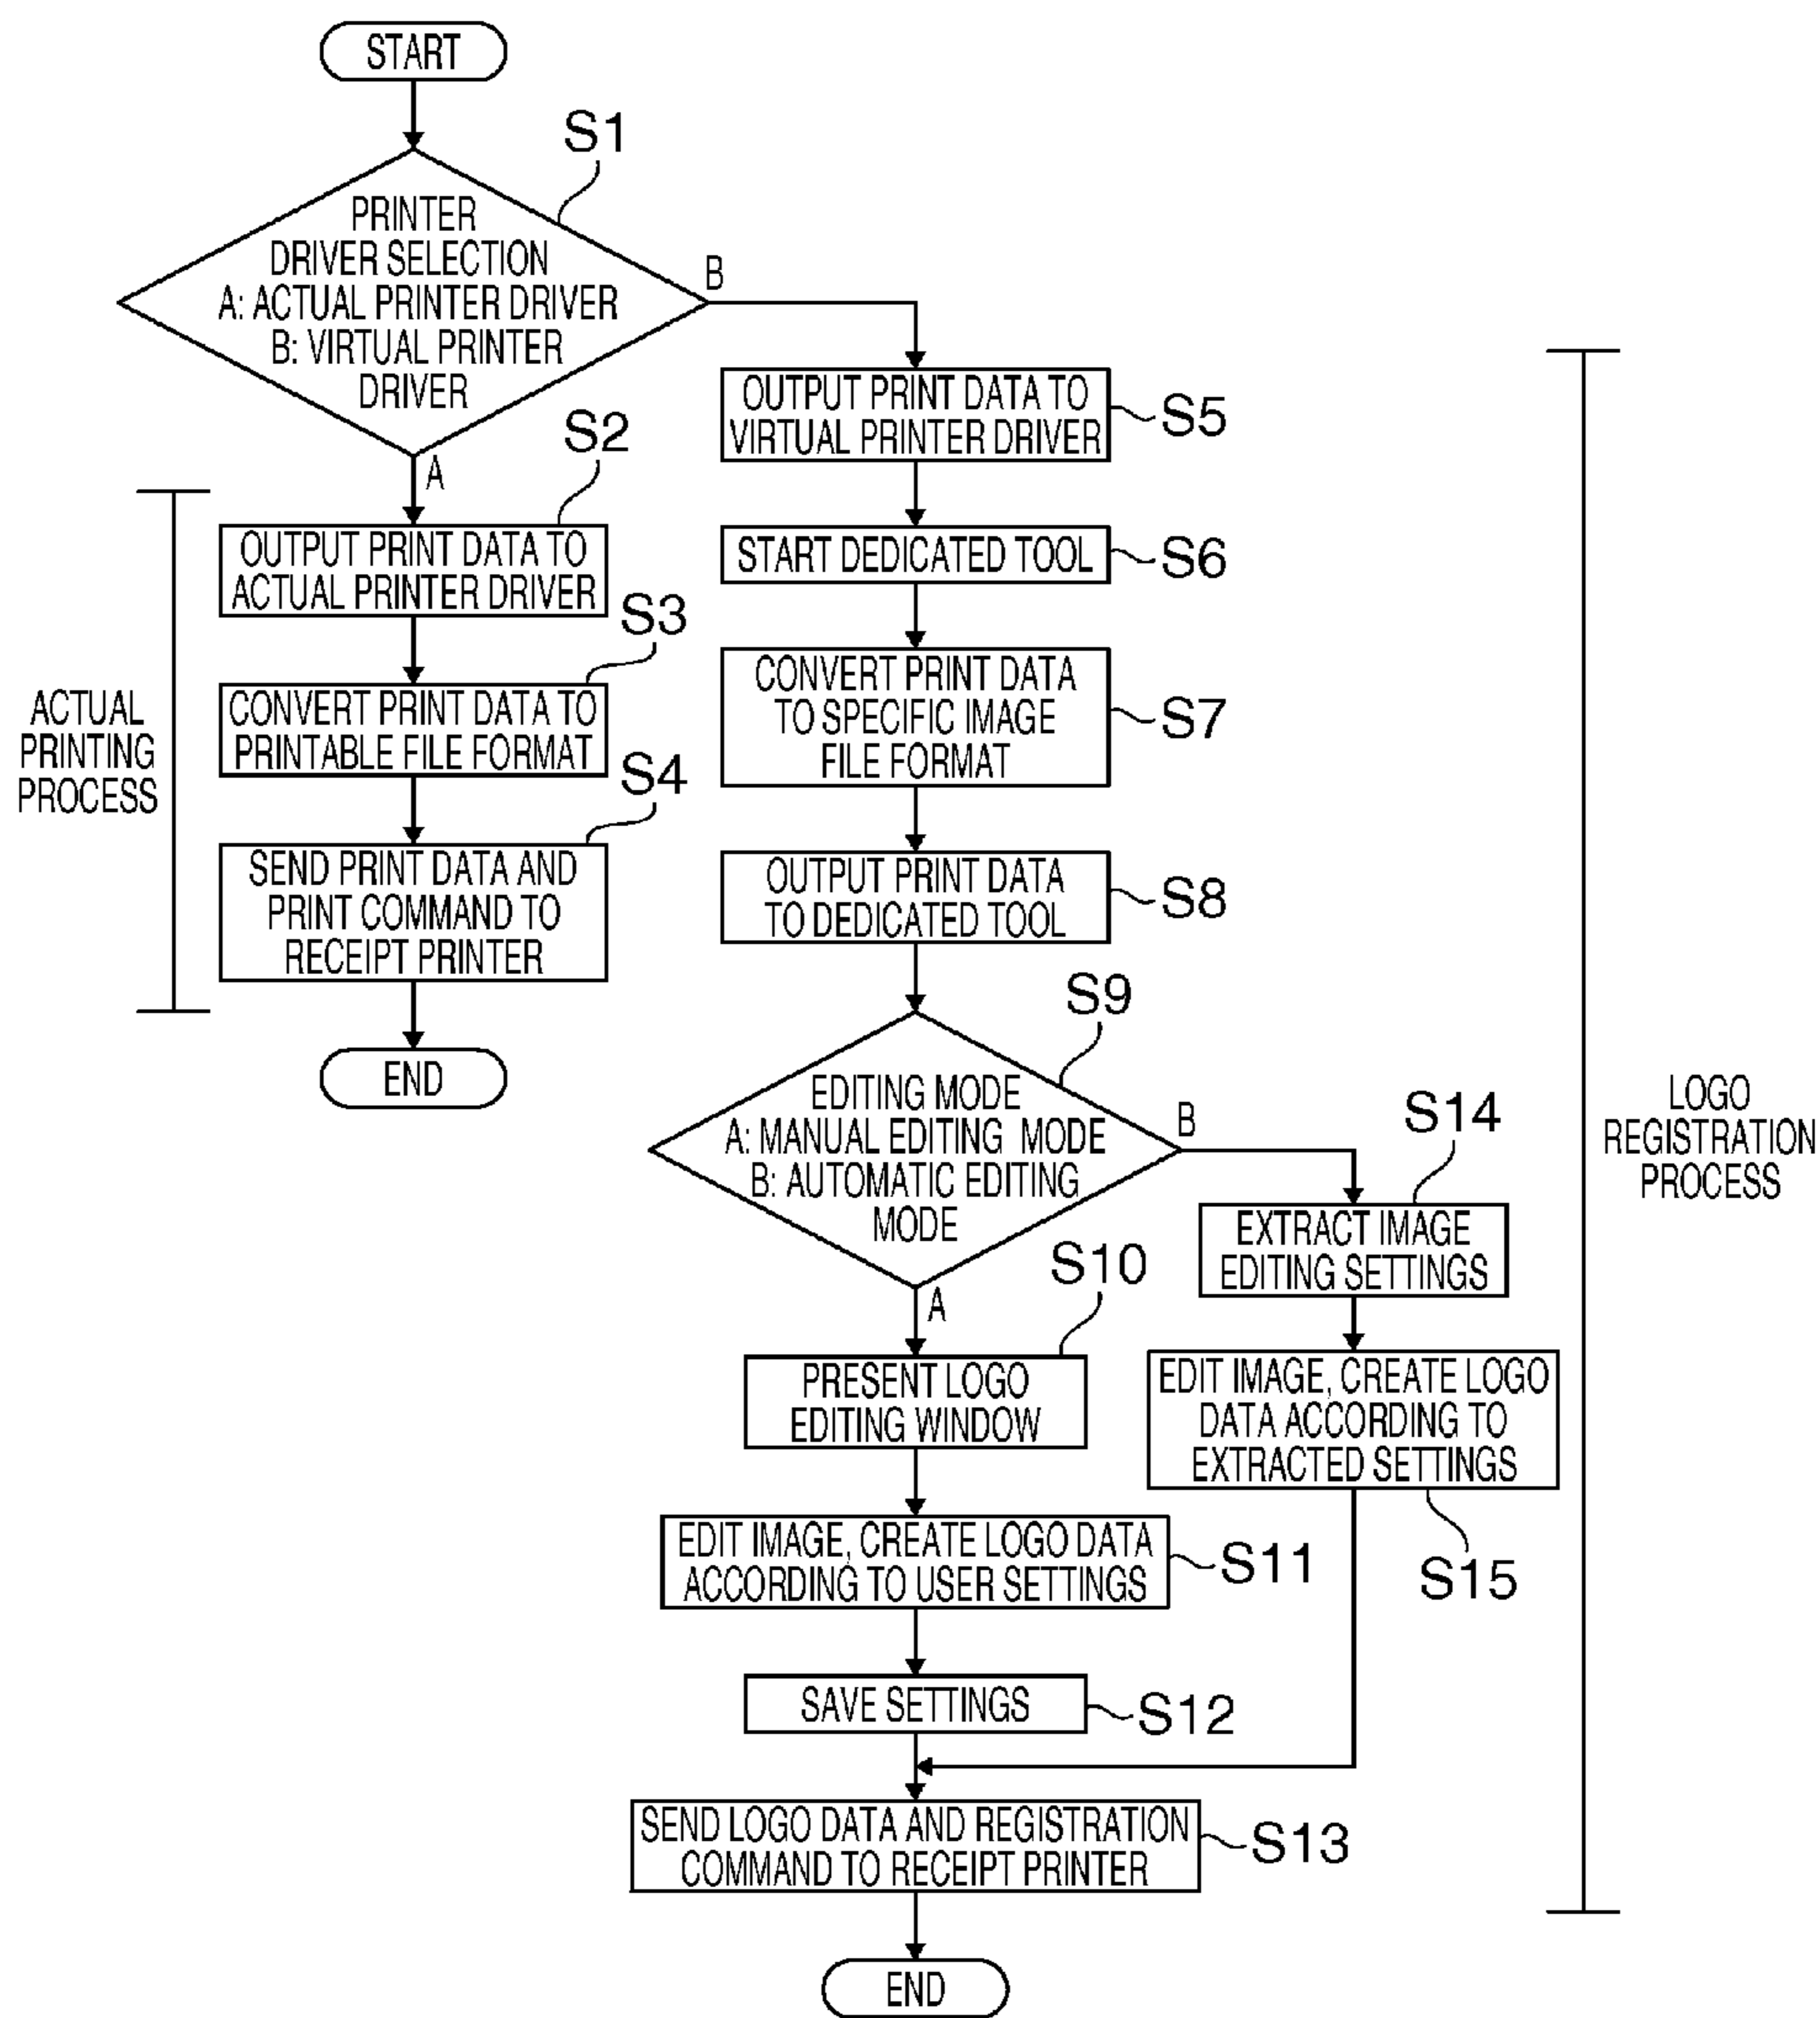 START
S1
PRINTER
DRIVER SELECTION
A: ACTUAL PRINTER DRIVER
B: VIRTUAL PRINTER
DRIVER
B
A
S2
OUTPUT PRINT DATA TO
ACTUAL PRINTER DRIVER
S3
CONVERT PRINT DATA TO
PRINTABLE FILE FORMAT
S4
SEND PRINT DATA AND
PRINT COMMAND TO
RECEIPT PRINTER
END
ACTUAL
PRINTING
PROCESS
OUTPUT PRINT DATA TO
VIRTUAL PRINTER DRIVER
S5
START DEDICATED TOOL
S6
CONVERT PRINT DATA
TO SPECIFIC IMAGE
FILE FORMAT
S7
OUTPUT PRINT DATA
TO DEDICATED TOOL
S8
S9
EDITING MODE
A: MANUAL EDITING MODE
B: AUTOMATIC EDITING
MODE
B
A
S10
PRESENT LOGO
EDITING WINDOW
EDIT IMAGE, CREATE LOGO DATA
ACCORDING TO USER SETTINGS
S11
SAVE SETTINGS
S12
SEND LOGO DATA AND REGISTRATION
COMMAND TO RECEIPT PRINTER
S13
END
S14
EXTRACT IMAGE
EDITING SETTINGS
EDIT IMAGE, CREATE LOGO
DATA ACCORDING TO
EXTRACTED SETTINGS
S15
LOGO
REGISTRATION
PROCESS